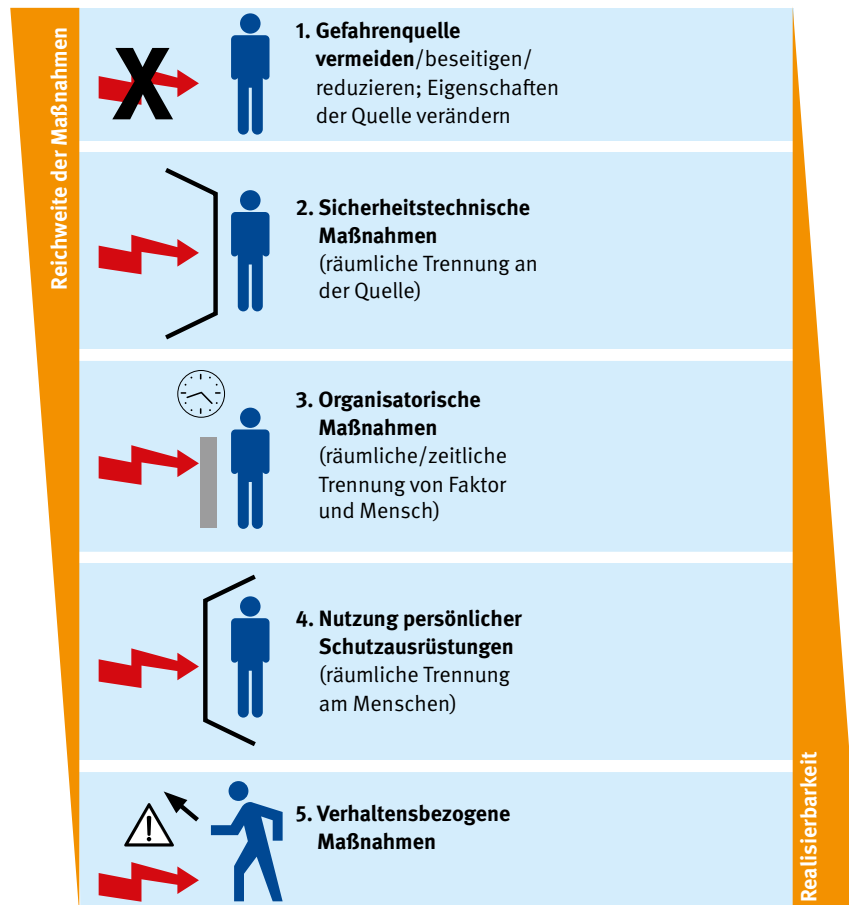 Reichweite der Maßnahmen
1. Gefahrenquelle
vermeiden/beseitigen/
reduzieren; Eigenschaften
der Quelle verändern
2. Sicherheitstechnische
Maßnahmen
(räumliche Trennung an
der Quelle)
3. Organisatorische
Maßnahmen
(räumliche/zeitliche
Trennung von Faktor
und Mensch)
4. Nutzung persönlicher
Schutzausrüstungen
(räumliche Trennung
am Menschen)
5. Verhaltensbezogene
Maßnahmen
Realisierbarkeit